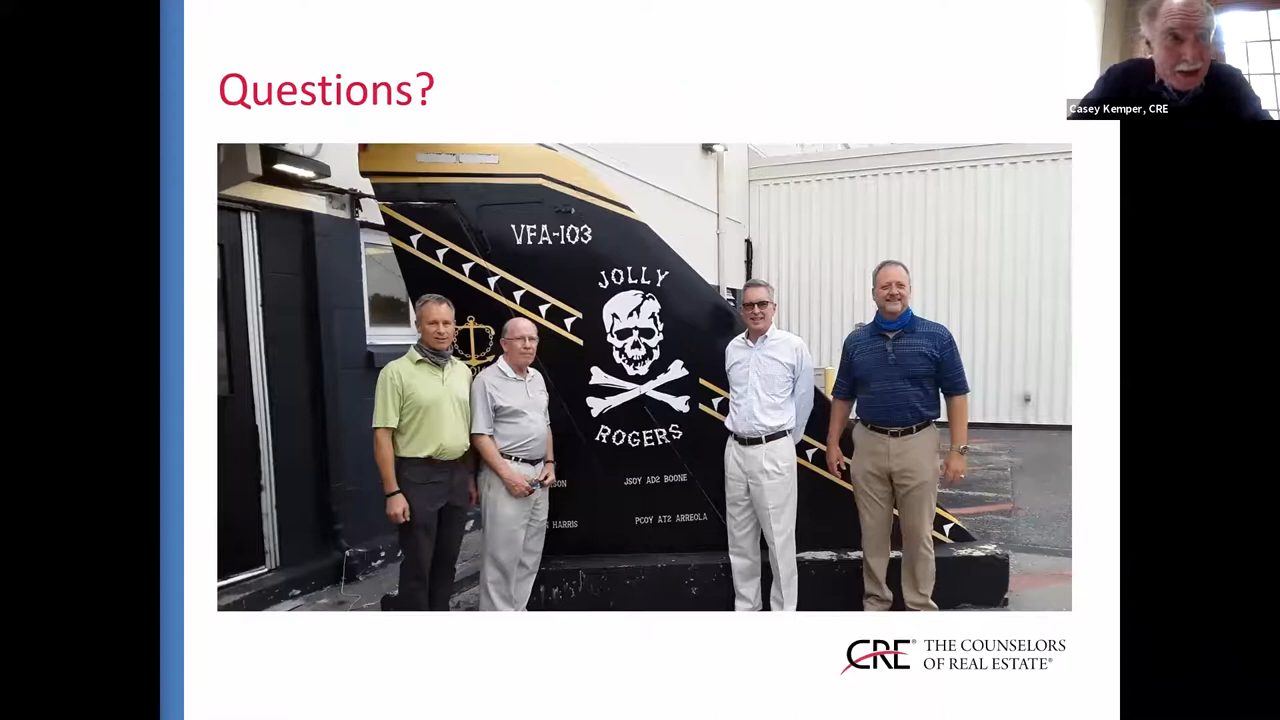 Questions?
Casey Kemper, CRE
VFA-103
JOLLY
ROGERS
JSOY AD2 BOONE
HARRIS
PCOY AT2 ARREOLA
CRE® THE COUNSELORS
OF REAL ESTATE®